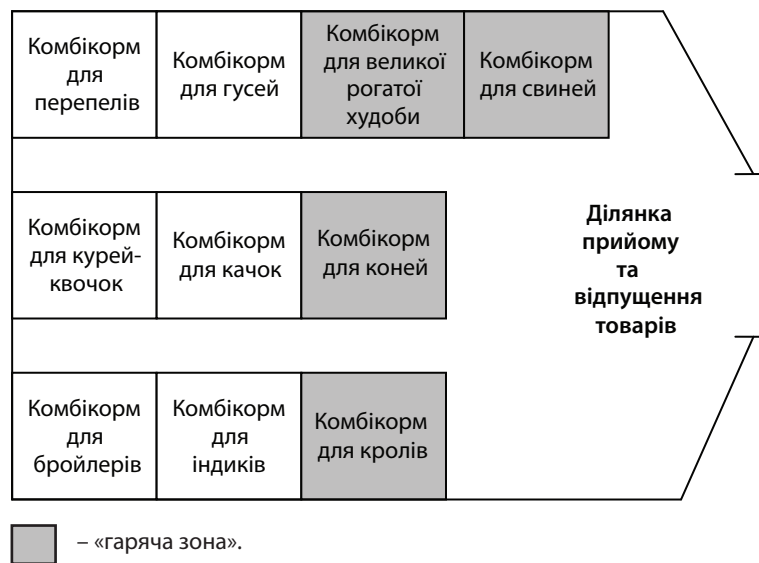 Комбікорм
для
перепелів
Комбікорм
для гусей
Комбікорм
для великої
рогатої
худоби
Комбікорм
для свиней
Комбікорм
для курей-
квочок
Комбікорм
для качок
Комбікорм
для коней
Ділянка
прийому
та
відпущення
товарів
Комбікорм
для
бройлерів
Комбікорм
для
індиків
Комбікорм
для кролів
– «гаряча зона».